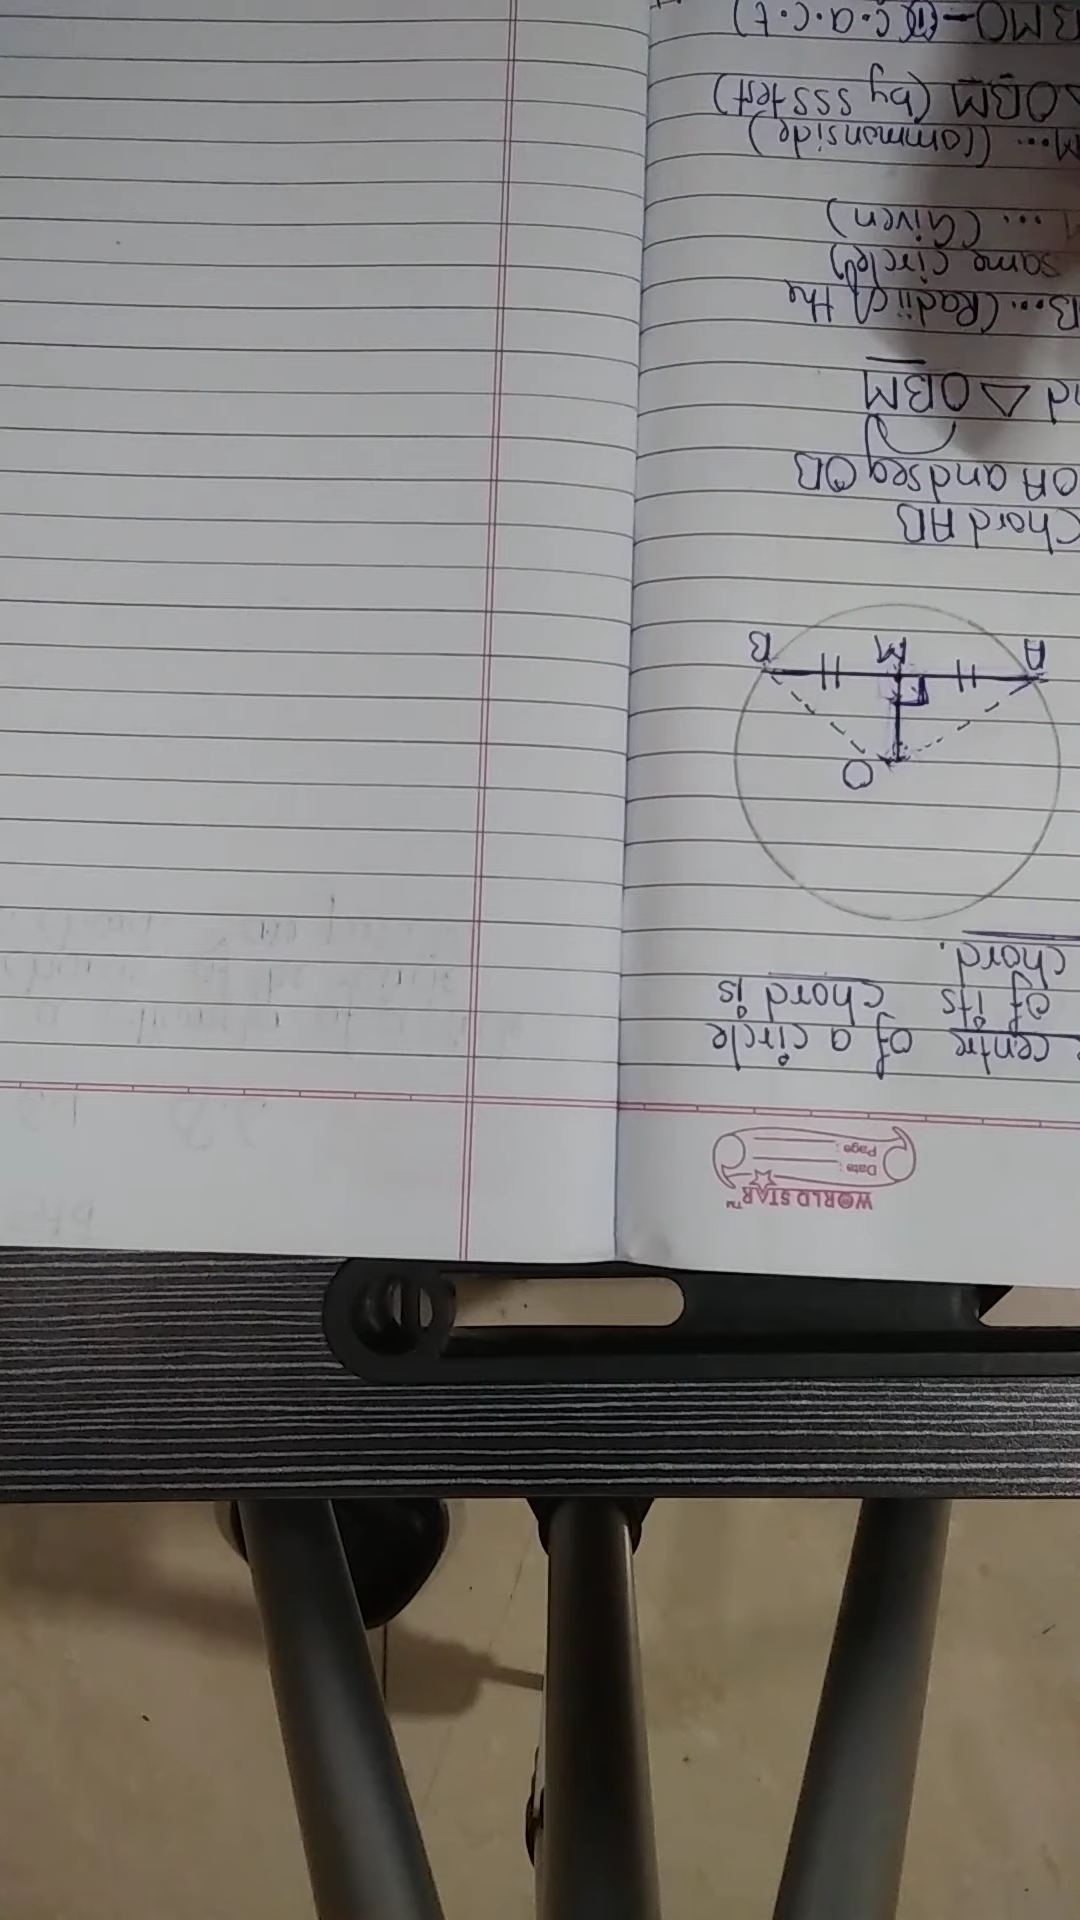 WORLD STAR™
Date :
Page :
centre of a circle
of its chord is
chord.
O
A M B
Chord AB
OA and seg OB
d △OBM
B... (Radii of the
same circle)
... (Given)
M... (Common side)
OBM (by SSS test)
BMO - (c.a.c.t)